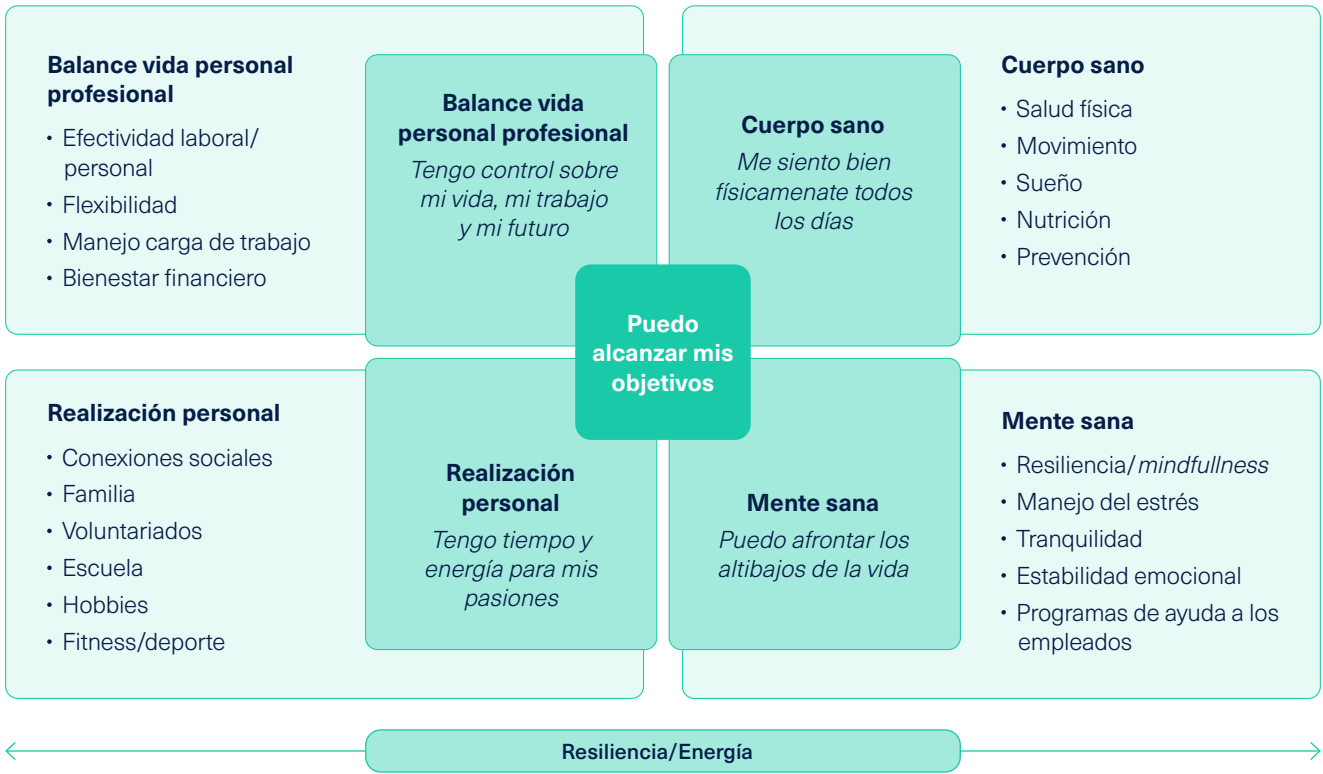 Balance vida personal
profesional
• Efectividad laboral/
personal
• Flexibilidad
• Manejo carga de trabajo
• Bienestar financiero
Balance vida
personal profesional
Tengo control sobre
mi vida, mi trabajo
y mi futuro
Cuerpo sano
Me siento bien
físicamenate todos
los días
Cuerpo sano
• Salud física
• Movimiento
• Sueño
• Nutrición
• Prevención
Puedo
alcanzar mis
objetivos
Realización personal
• Conexiones sociales
• Familia
• Voluntariados
• Escuela
• Hobbies
• Fitness/deporte
Realización
personal
Tengo tiempo y
energía para mis
pasiones
Mente sana
Puedo afrontar los
altibajos de la vida
Mente sana
• Resiliencia/mindfullness
• Manejo del estrés
• Tranquilidad
• Estabilidad emocional
• Programas de ayuda a los
empleados
Resiliencia/Energía